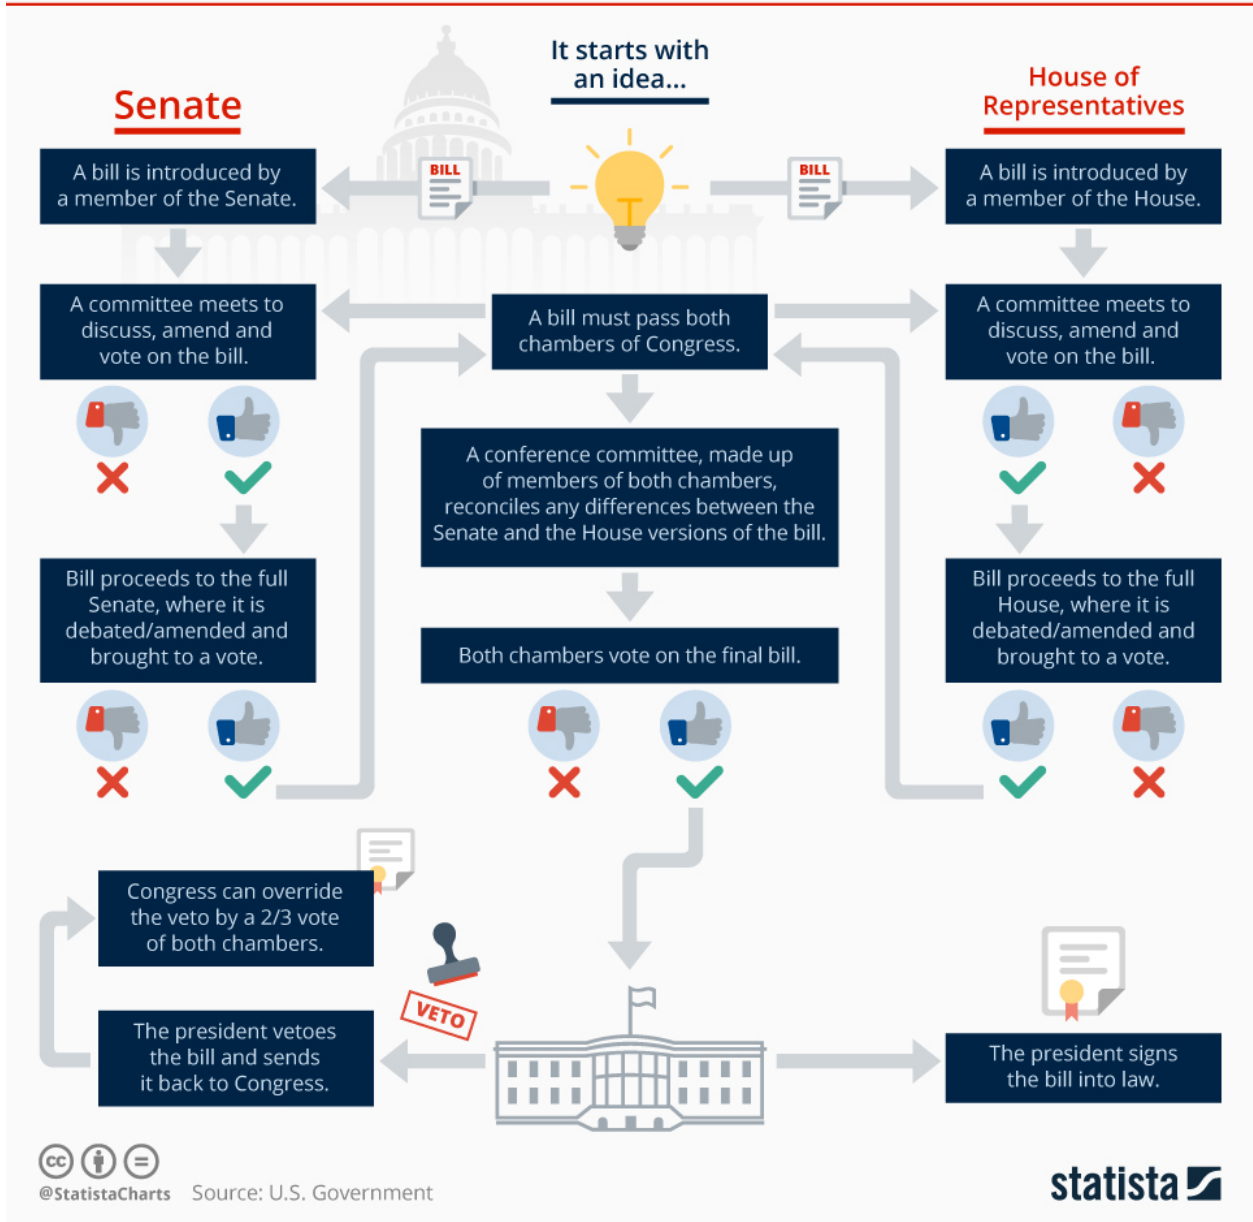 It starts with
an idea...
Senate
House of
Representatives
BILL
BILL
A bill is introduced by
a member of the Senate.
A bill is introduced by
a member of the House.
A committee meets to
discuss, amend and
vote on the bill.
A bill must pass both
chambers of Congress.
A committee meets to
discuss, amend and
vote on the bill.
A conference committee, made up
of members of both chambers,
reconciles any differences between the
Senate and the House versions of the bill.
Bill proceeds to the full
Senate, where it is
debated/amended and
brought to a vote.
Both chambers vote on the final bill.
Bill proceeds to the full
House, where it is
debated/amended and
brought to a vote.
Congress can override
the veto by a 2/3 vote
of both chambers.
VETO
The president vetoes
the bill and sends
it back to Congress.
The president signs
the bill into law.
cc
@StatistaCharts Source: U.S. Government
statista